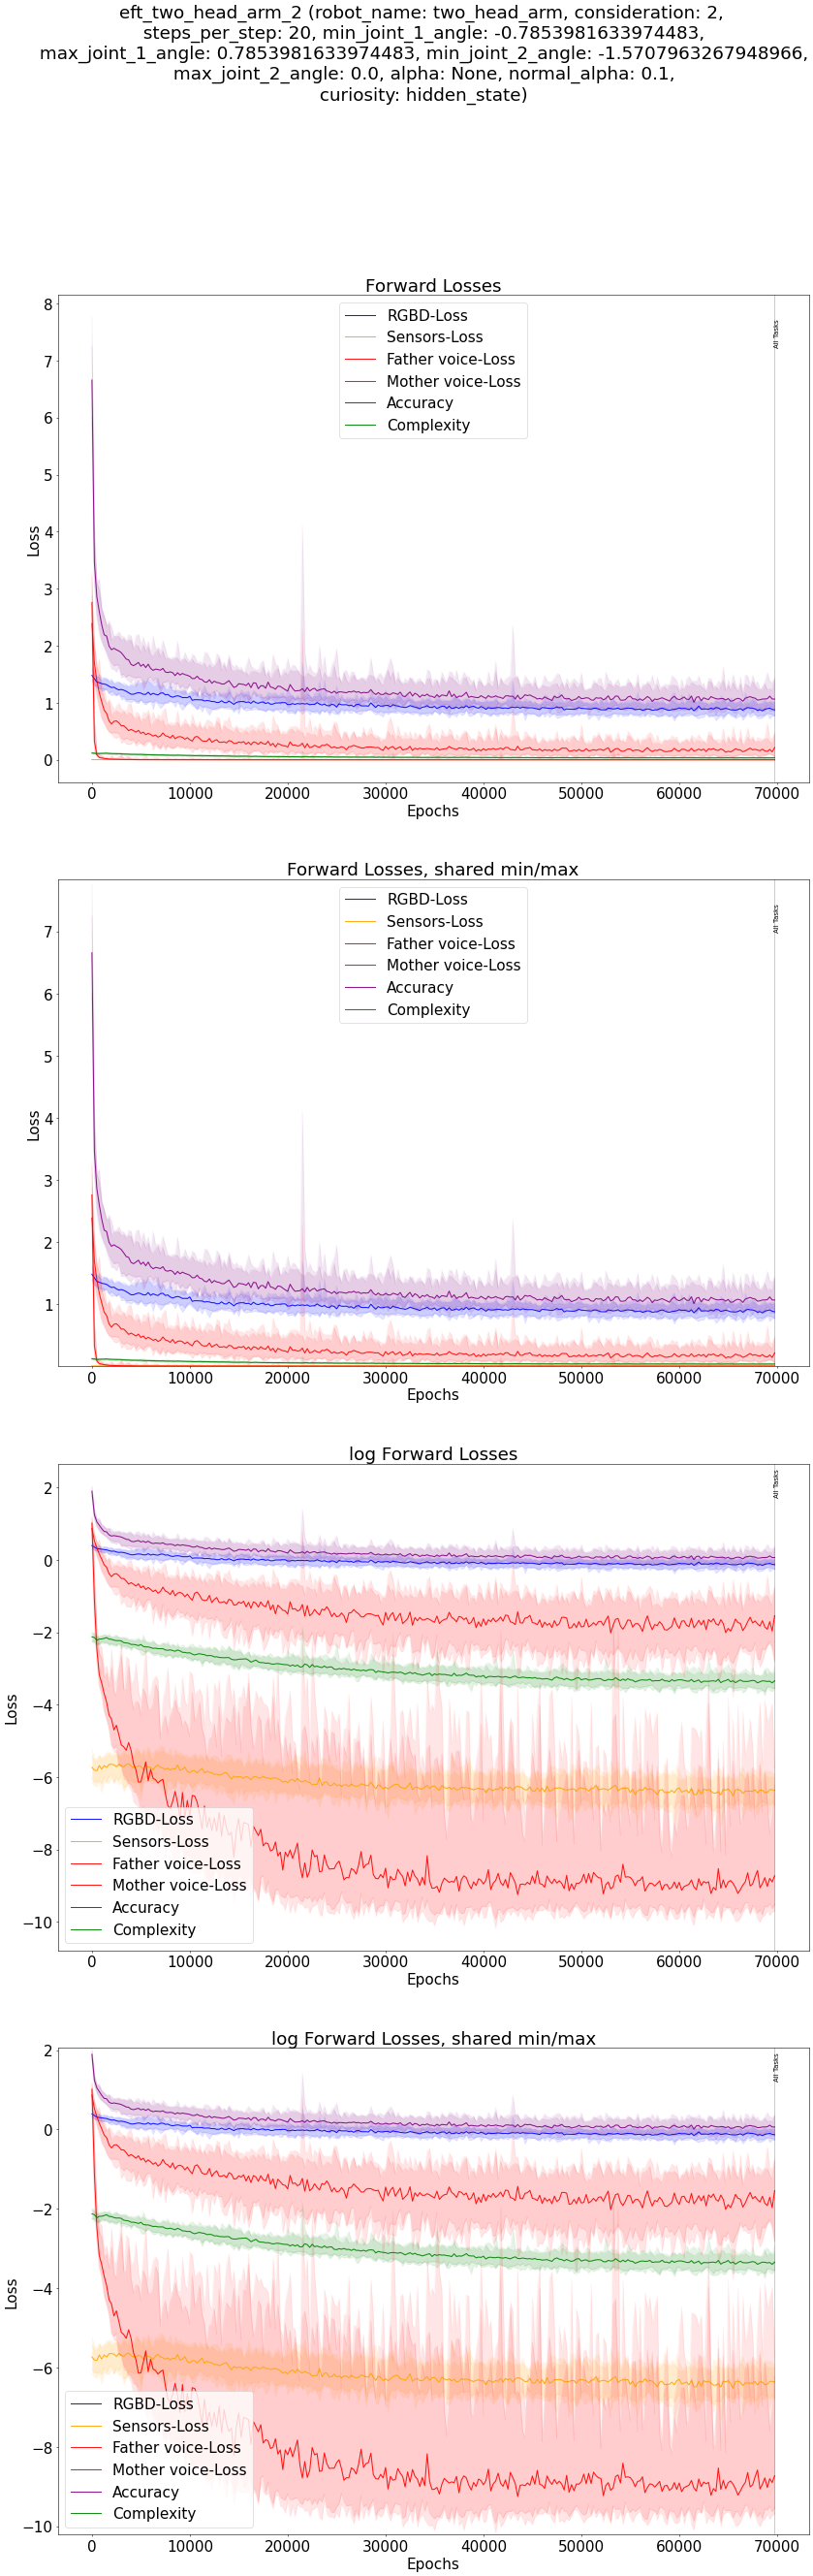 eft_two_head_arm_2 (robot_name: two_head_arm, consideration: 2,
steps_per_step: 20, min_joint_1_angle: -0.7853981633974483,
max_joint_1_angle: 0.7853981633974483, min_joint_2_angle: -1.5707963267948966,
max_joint_2_angle: 0.0, alpha: None, normal_alpha: 0.1,
curiosity: hidden_state)
Forward Losses
8
7
6
5
4
3
2
1
0
Loss
RGBD-Loss
Sensors-Loss
Father voice-Loss
Mother voice-Loss
Accuracy
Complexity
All Tasks
0 10000 20000 30000 40000 50000 60000 70000
Epochs
Forward Losses, shared min/max
7
6
5
4
3
2
1
Loss
RGBD-Loss
Sensors-Loss
Father voice-Loss
Mother voice-Loss
Accuracy
Complexity
All Tasks
0 10000 20000 30000 40000 50000 60000 70000
Epochs
log Forward Losses
2
0
−2
−4
−6
−8
−10
Loss
RGBD-Loss
Sensors-Loss
Father voice-Loss
Mother voice-Loss
Accuracy
Complexity
All Tasks
0 10000 20000 30000 40000 50000 60000 70000
Epochs
log Forward Losses, shared min/max
2
0
−2
−4
−6
−8
−10
Loss
RGBD-Loss
Sensors-Loss
Father voice-Loss
Mother voice-Loss
Accuracy
Complexity
All Tasks
0 10000 20000 30000 40000 50000 60000 70000
Epochs